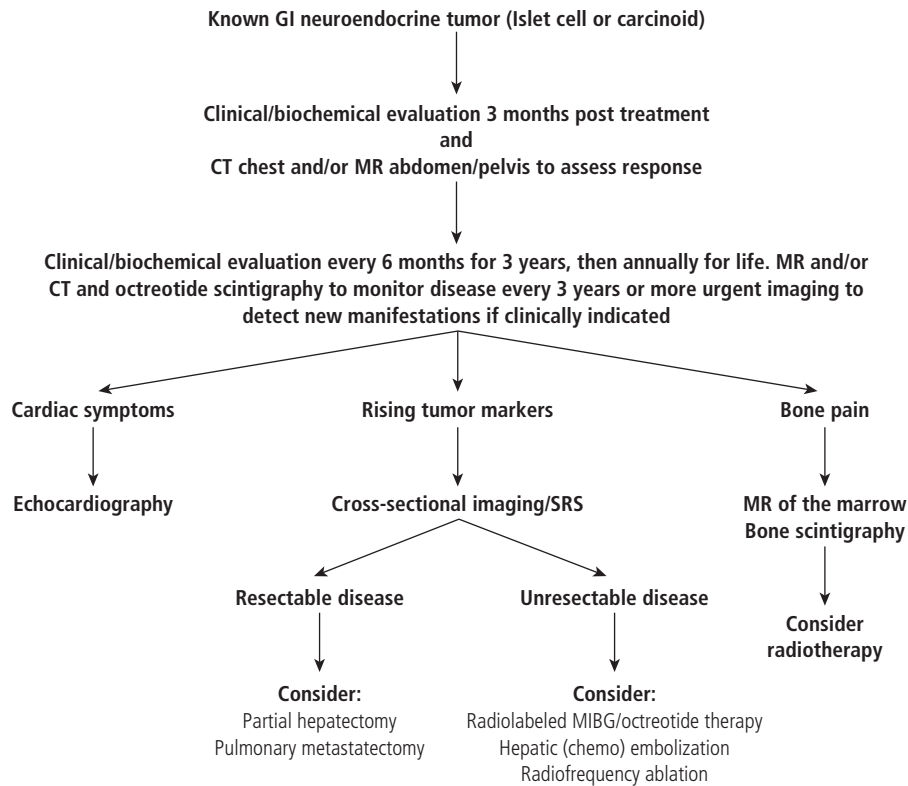 Known GI neuroendocrine tumor (Islet cell or carcinoid)
Clinical/biochemical evaluation 3 months post treatment
and
CT chest and/or MR abdomen/pelvis to assess response
Clinical/biochemical evaluation every 6 months for 3 years, then annually for life. MR and/or
CT and octreotide scintigraphy to monitor disease every 3 years or more urgent imaging to
detect new manifestations if clinically indicated
Cardiac symptoms
Rising tumor markers
Bone pain
Echocardiography
Cross-sectional imaging/SRS
MR of the marrow
Bone scintigraphy
Resectable disease
Unresectable disease
Consider
radiotherapy
Consider:
Partial hepatectomy
Pulmonary metastatectomy
Consider:
Radiolabeled MIBG/octreotide therapy
Hepatic (chemo) embolization
Radiofrequency ablation